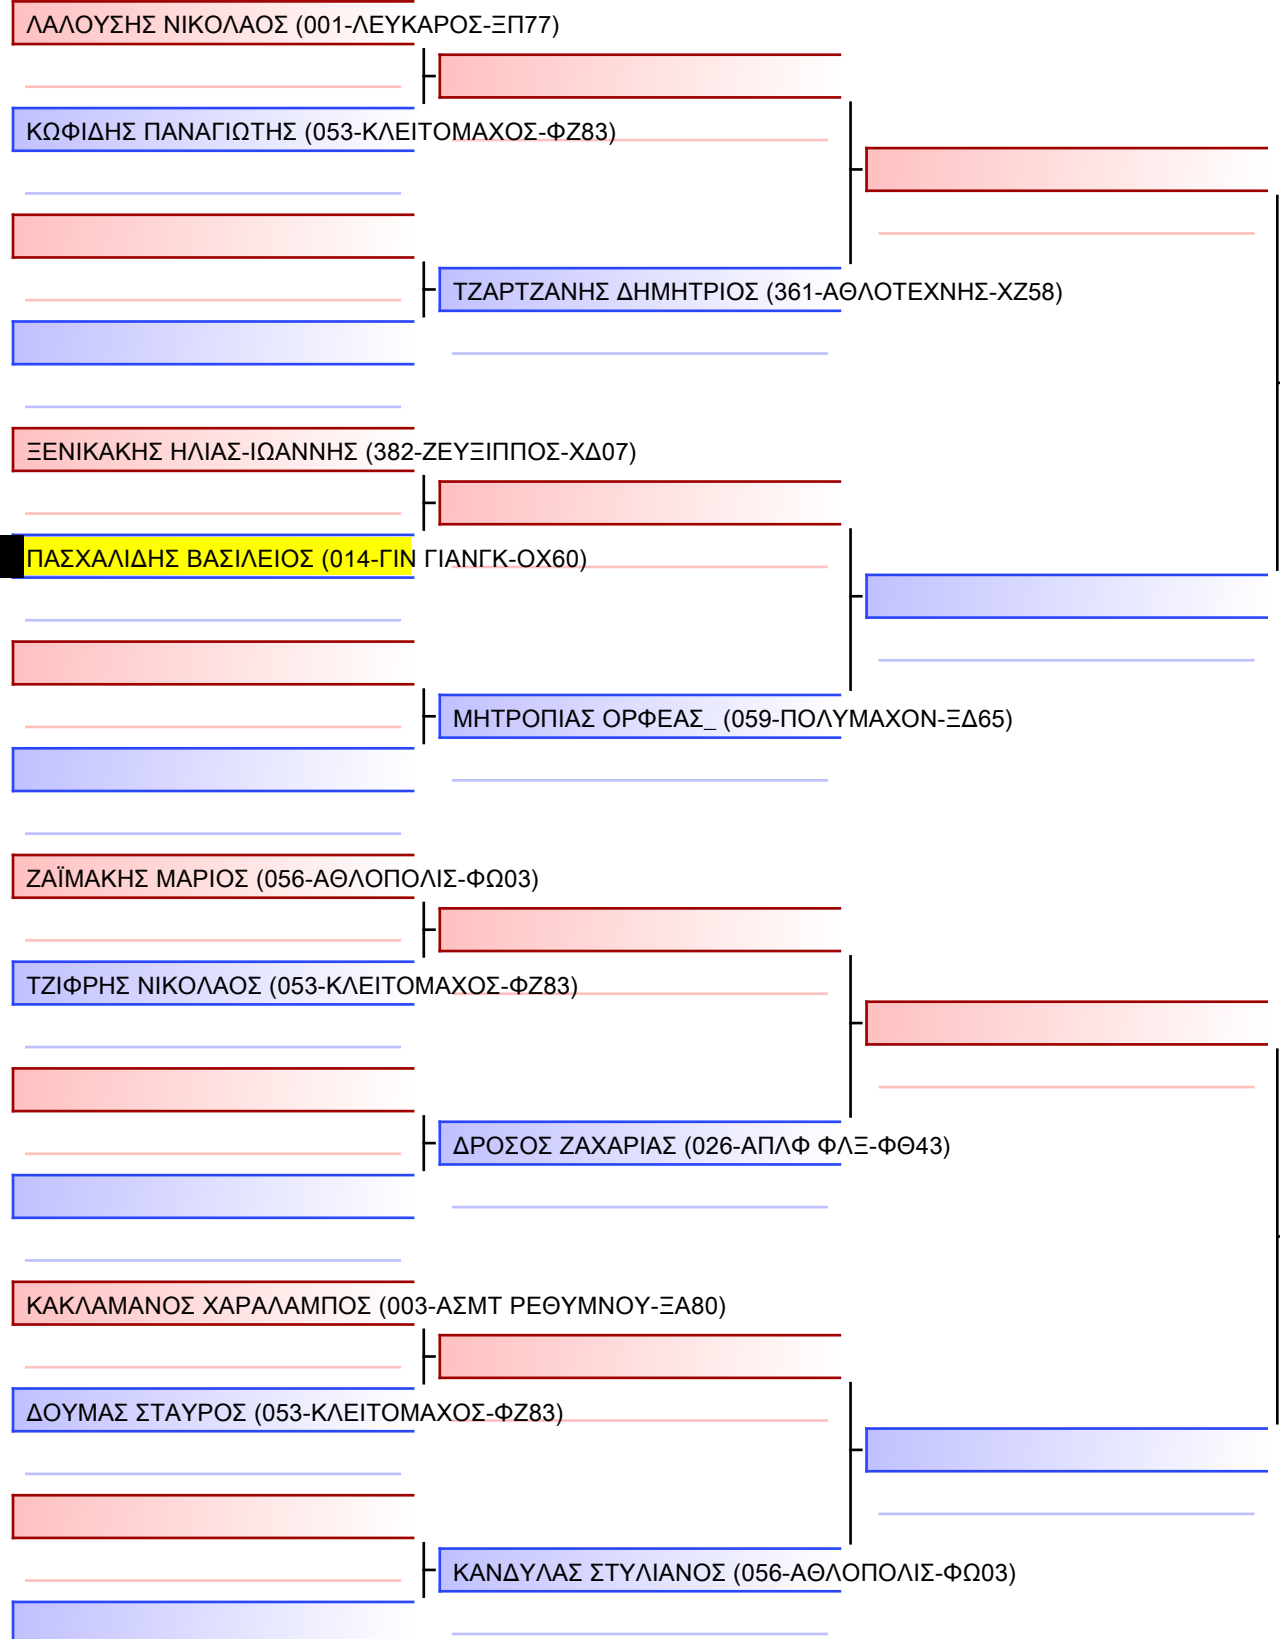 ΛΑΛΟΥΣΗΣ ΝΙΚΟΛΑΟΣ (001-ΛΕΥΚΑΡΟΣ-ΞΠ77)
ΚΩΦΙΔΗΣ ΠΑΝΑΓΙΩΤΗΣ (053-ΚΛΕΙΤΟΜΑΧΟΣ-ΦΖ83)
ΤΖΑΡΤΖΑΝΗΣ ΔΗΜΗΤΡΙΟΣ (361-ΑΘΛΟΤΕΧΝΗΣ-ΧΖ58)
ΞΕΝΙΚΑΚΗΣ ΗΛΙΑΣ-ΙΩΑΝΝΗΣ (382-ΖΕΥΞΙΠΠΟΣ-ΧΔ07)
ΠΑΣΧΑΛΙΔΗΣ ΒΑΣΙΛΕΙΟΣ (014-ΓΙΝ ΓΙΑΝΓΚ-ΟΧ60)
ΜΗΤΡΟΠΙΑΣ ΟΡΦΕΑΣ_ (059-ΠΟΛΥΜΑΧΟΝ-ΞΔ65)
ΖΑΪΜΑΚΗΣ ΜΑΡΙΟΣ (056-ΑΘΛΟΠΟΛΙΣ-ΦΩ03)
ΤΖΙΦΡΗΣ ΝΙΚΟΛΑΟΣ (053-ΚΛΕΙΤΟΜΑΧΟΣ-ΦΖ83)
ΔΡΟΣΟΣ ΖΑΧΑΡΙΑΣ (026-ΑΠΛΦ ΦΛΞ-ΦΘ43)
ΚΑΚΛΑΜΑΝΟΣ ΧΑΡΑΛΑΜΠΟΣ (003-ΑΣΜΤ ΡΕΘΥΜΝΟΥ-ΞΑ80)
ΔΟΥΜΑΣ ΣΤΑΥΡΟΣ (053-ΚΛΕΙΤΟΜΑΧΟΣ-ΦΖ83)
ΚΑΝΔΥΛΑΣ ΣΤΥΛΙΑΝΟΣ (056-ΑΘΛΟΠΟΛΙΣ-ΦΩ03)